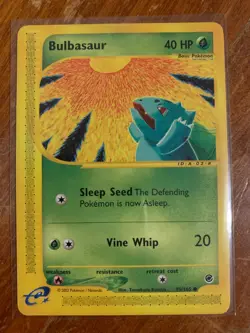 Bulbasaur 40 HP
Basic Pokémon
Sleep Seed The Defending
Pokémon is now Asleep.
Vine Whip 20
weakness resistance retreat cost
e